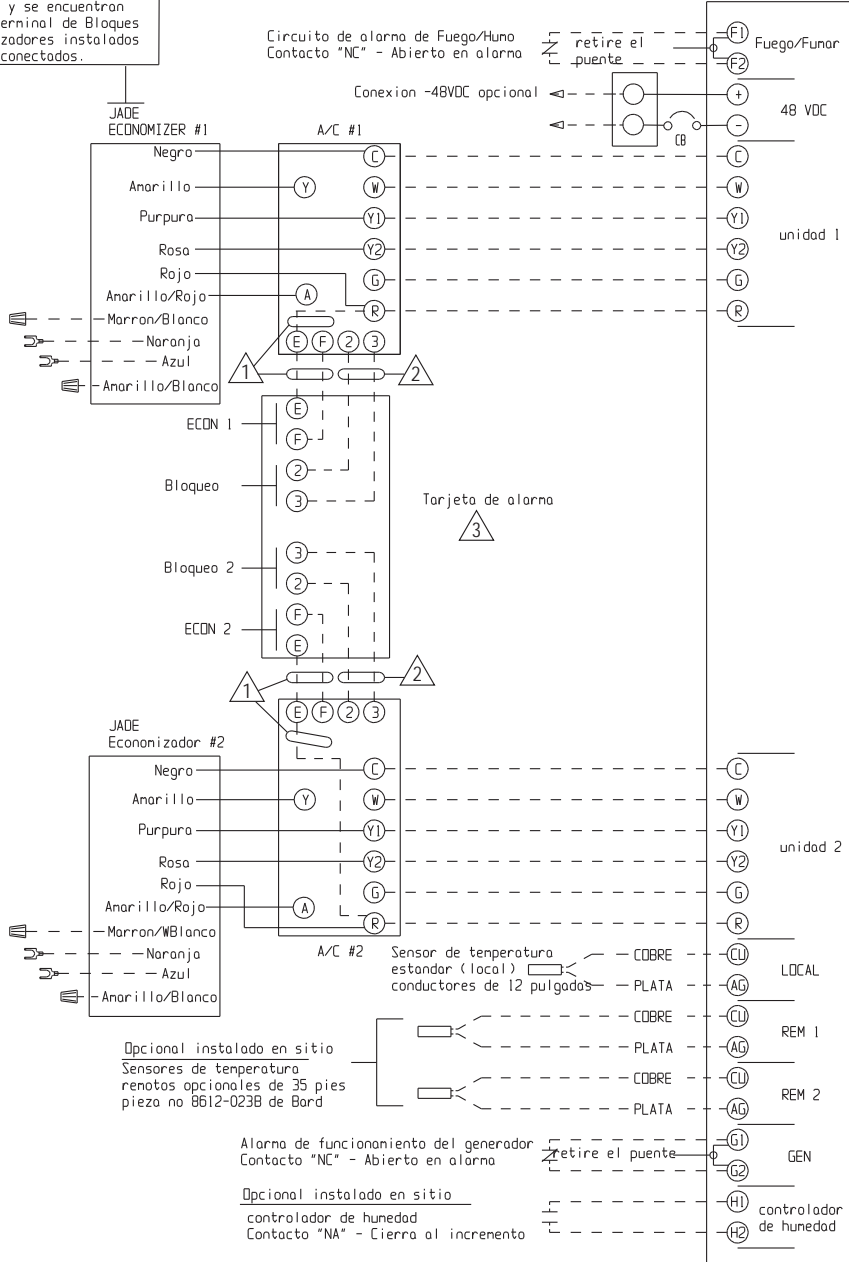 y se encuentran
erminal de Bloques
zadores instalados
conectados.
Circuito de alarma de Fuego/Humo
Contacto "NC" - Abierto en alarma
retire el
puente
F1
F2
Fuego/Fumar
Conexion -48VDC opcional
CB
+
-
48 VDC
JADE
ECONOMIZER #1
A/C #1
Negro
Amarillo
Purpura
Rosa
Rojo
Amarillo/Rojo
Marron/Blanco
Naranja
Azul
Amarillo/Blanco
Y
A
C
W
Y1
Y2
G
R
E F 2 3
C
W
Y1
Y2
G
R
unidad 1
1
2
ECON 1
E
F
Bloqueo
2
3
Tarjeta de alarma
3
Bloqueo 2
3
2
ECON 2
F
E
1
2
JADE
Economizador #2
E F 2 3
Negro
Amarillo
Purpura
Rosa
Rojo
Amarillo/Rojo
Marron/WBlanco
Naranja
Azul
Amarillo/Blanco
Y
A
C
W
Y1
Y2
G
R
A/C #2
C
W
Y1
Y2
G
R
unidad 2
Sensor de temperatura
estandar (local)
conductores de 12 pulgadas
COBRE
PLATA
CU
AG
LOCAL
Opcional instalado en sitio
Sensores de temperatura
remotos opcionales de 35 pies
pieza no 8612-023B de Bard
COBRE
PLATA
CU
AG
REM 1
COBRE
PLATA
CU
AG
REM 2
Alarma de funcionamiento del generador
Contacto "NC" - Abierto en alarma
retire el puente
G1
G2
GEN
Opcional instalado en sitio
controlador de humedad
Contacto "NA" - Cierra al incremento
H1
H2
controlador
de humedad